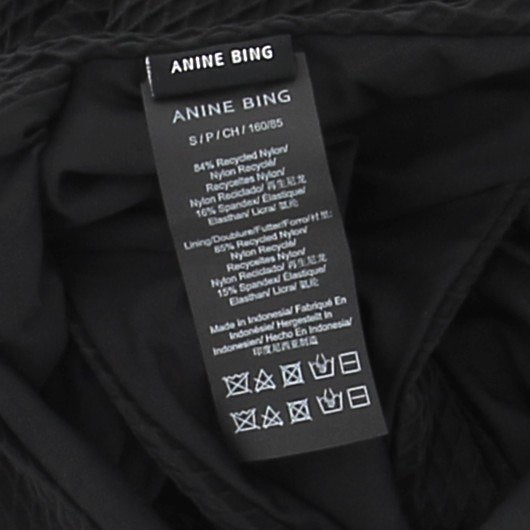 ANINE BING
ANINE BING
S / P / CH / 160/85
84% Recycled Nylon/
Nylon Recyclé/
Recyceltes Nylon/
Nylon Reciclado/ 再生尼龙
16% Spandex/ Élastique/
Elasthan/ Licra/ 氨纶
Lining/Doublure/Futter/Forro/衬里:
85% Recycled Nylon/
Nylon Recyclé/
Recyceltes Nylon/
Nylon Reciclado/ 再生尼龙
15% Spandex/ Élastique/
Elasthan/ Licra/ 氨纶
Made In Indonesia/ Fabriqué En
Indonésie/ Hergestellt In
Indonesien/ Hecho En Indonesia/
印度尼西亚制造